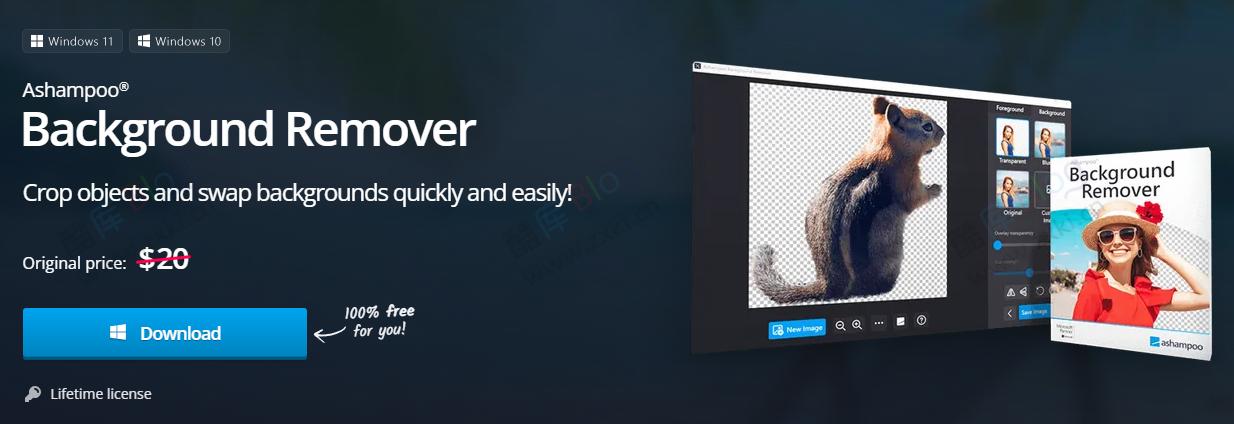 Windows 11
Windows 10
Ashampoo®
Background Remover
Crop objects and swap backgrounds quickly and easily!
Original price: $20
Download
100% free
for you!
Lifetime license
Ashampoo Background Remover
Foreground
Background
Transparent
Original
Overlay transparency
New Image
Save Image
Background
Remover
Microsoft
Partner
ashampoo